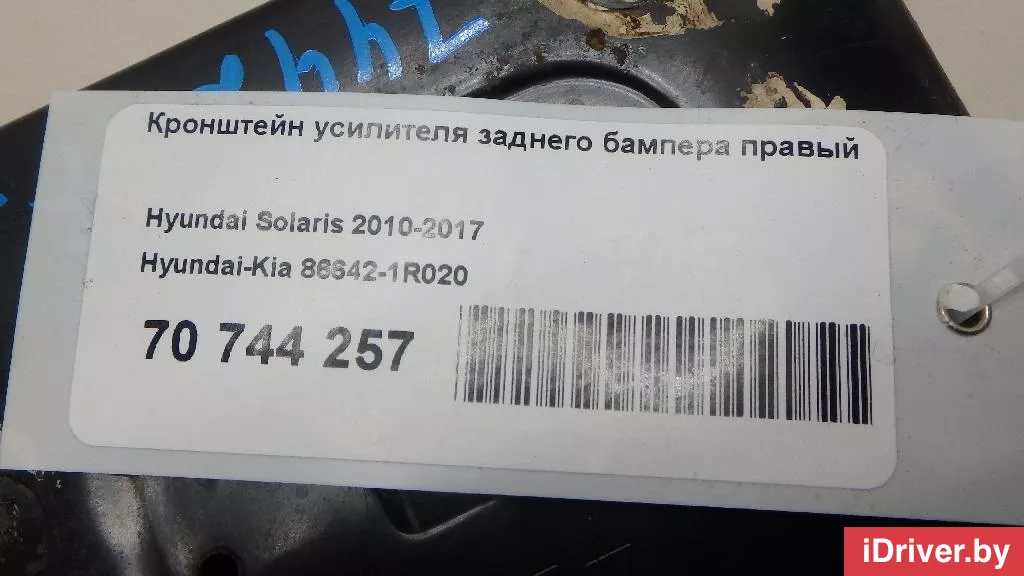 Кронштейн усилителя заднего бампера правый
Hyundai Solaris 2010-2017
Hyundai-Kia 86642-1R020
70 744 257
iDriver.by